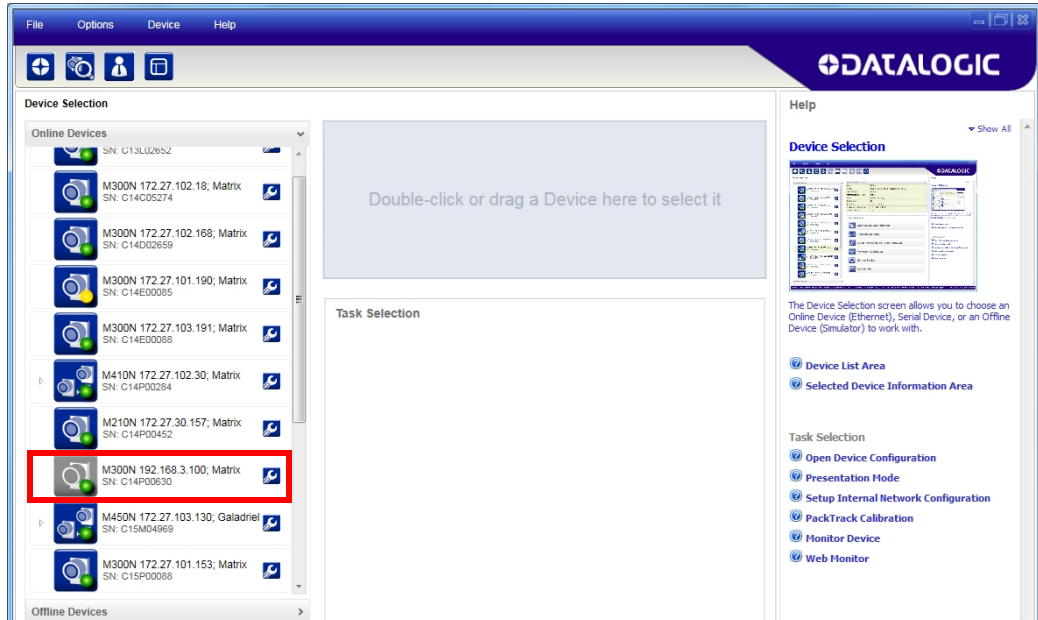 File Options Device Help
DATALOGIC
Device Selection
Online Devices
SN: C13L02652
M300N 172.27.102.18; Matrix
SN: C14C05274
M300N 172.27.102.168; Matrix
SN: C14D02659
M300N 172.27.101.190; Matrix
SN: C14E00085
M300N 172.27.103.191; Matrix
SN: C14E00088
M410N 172.27.102.30; Matrix
SN: C14P00284
M210N 172.27.30.157; Matrix
SN: C14P00452
M300N 192.168.3.100; Matrix
SN: C14P00630
M450N 172.27.103.130; Galadriel
SN: C15M04969
M300N 172.27.101.153; Matrix
SN: C15P00088
Offline Devices
Double-click or drag a Device here to select it
Task Selection
Help
Show All
Device Selection
DATALOGIC
The Device Selection screen allows you to choose an
Online Device (Ethernet), Serial Device, or an Offline
Device (Simulator) to work with.
Device List Area
Selected Device Information Area
Task Selection
Open Device Configuration
Presentation Mode
Setup Internal Network Configuration
PackTrack Calibration
Monitor Device
Web Monitor